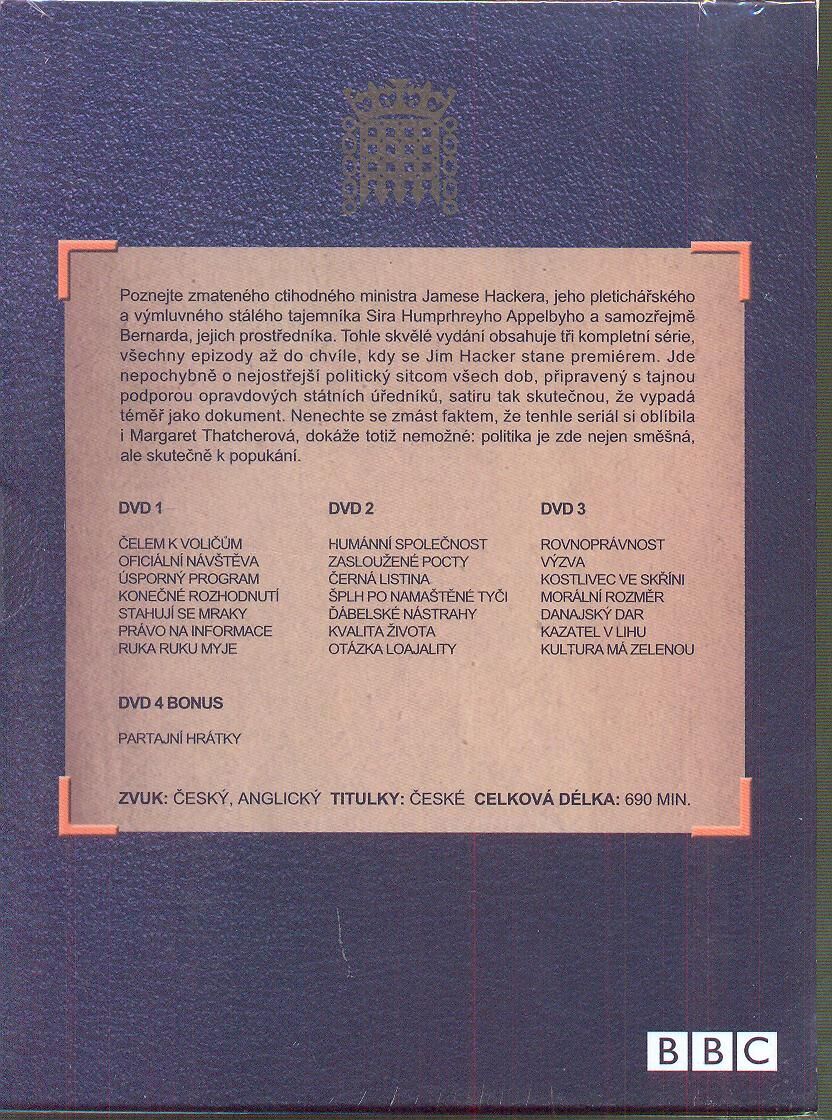 Poznejte zmateného ctihodného ministra Jamese Hackera, jeho pletichářského
a výmluvného stálého tajemníka Sira Humprhreyho Appelbyho a samozřejmě
Bernarda, jejich prostředníka. Tohle skvělé vydání obsahuje tři kompletní série,
všechny epizody až do chvíle, kdy se Jim Hacker stane premiérem. Jde
nepochybně o nejostřejší politický sitcom všech dob, připravený s tajnou
podporou opravdových státních úředníků, satiru tak skutečnou, že vypadá
téměř jako dokument. Nenechte se zmást faktem, že tenhle seriál si oblíbila
i Margaret Thatcherová, dokáže totiž nemožné: politika je zde nejen směšná,
ale skutečně k popukání.
DVD 1
ČELEM K VOLIČŮM
OFICIÁLNÍ NÁVŠTĚVA
ÚSPORNÝ PROGRAM
KONEČNÉ ROZHODNUTÍ
STAHUJÍ SE MRAKY
PRÁVO NA INFORMACE
RUKA RUKU MYJE
DVD 2
HUMÁNNÍ SPOLEČNOST
ZASLOUŽENÉ POCTY
ČERNÁ LISTINA
ŠPLH PO NAMAŠTĚNÉ TYČI
ĎÁBELSKÉ NÁSTRAHY
KVALITA ŽIVOTA
OTÁZKA LOAJALITY
DVD 3
ROVNOPRÁVNOST
VÝZVA
KOSTLIVEC VE SKŘÍNI
MORÁLNÍ ROZMĚR
DANAJSKÝ DAR
KAZATEL V LIHU
KULTURA MÁ ZELENOU
DVD 4 BONUS
PARTAJNÍ HRÁTKY
ZVUK: ČESKÝ, ANGLICKÝ TITULKY: ČESKÉ CELKOVÁ DÉLKA: 690 MIN.
BBC